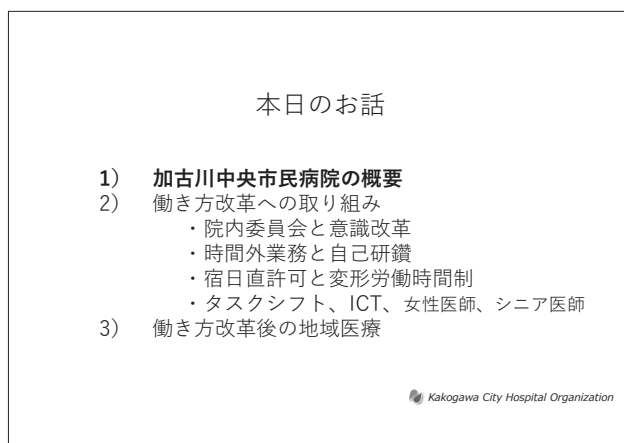 本日のお話
1） 加古川中央市民病院の概要
2） 働き方改革への取り組み
・院内委員会と意識改革
・時間外業務と自己研鑽
・宿日直許可と変形労働時間制
・タスクシフト、ICT、女性医師、シニア医師
3） 働き方改革後の地域医療
Kakogawa City Hospital Organization